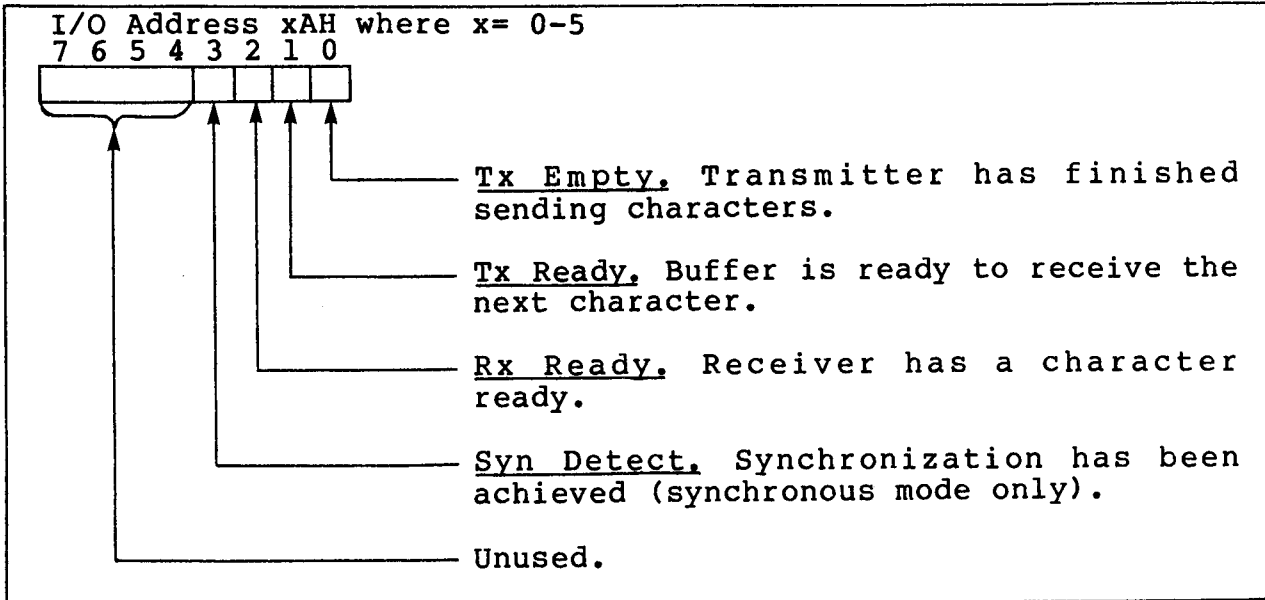 I/O Address xAH where x= 0-5
7 6 5 4 3 2 1 0
Tx Empty. Transmitter has finished
sending characters.
Tx Ready. Buffer is ready to receive the
next character.
Rx Ready. Receiver has a character
ready.
Syn Detect. Synchronization has been
achieved (synchronous mode only).
Unused.